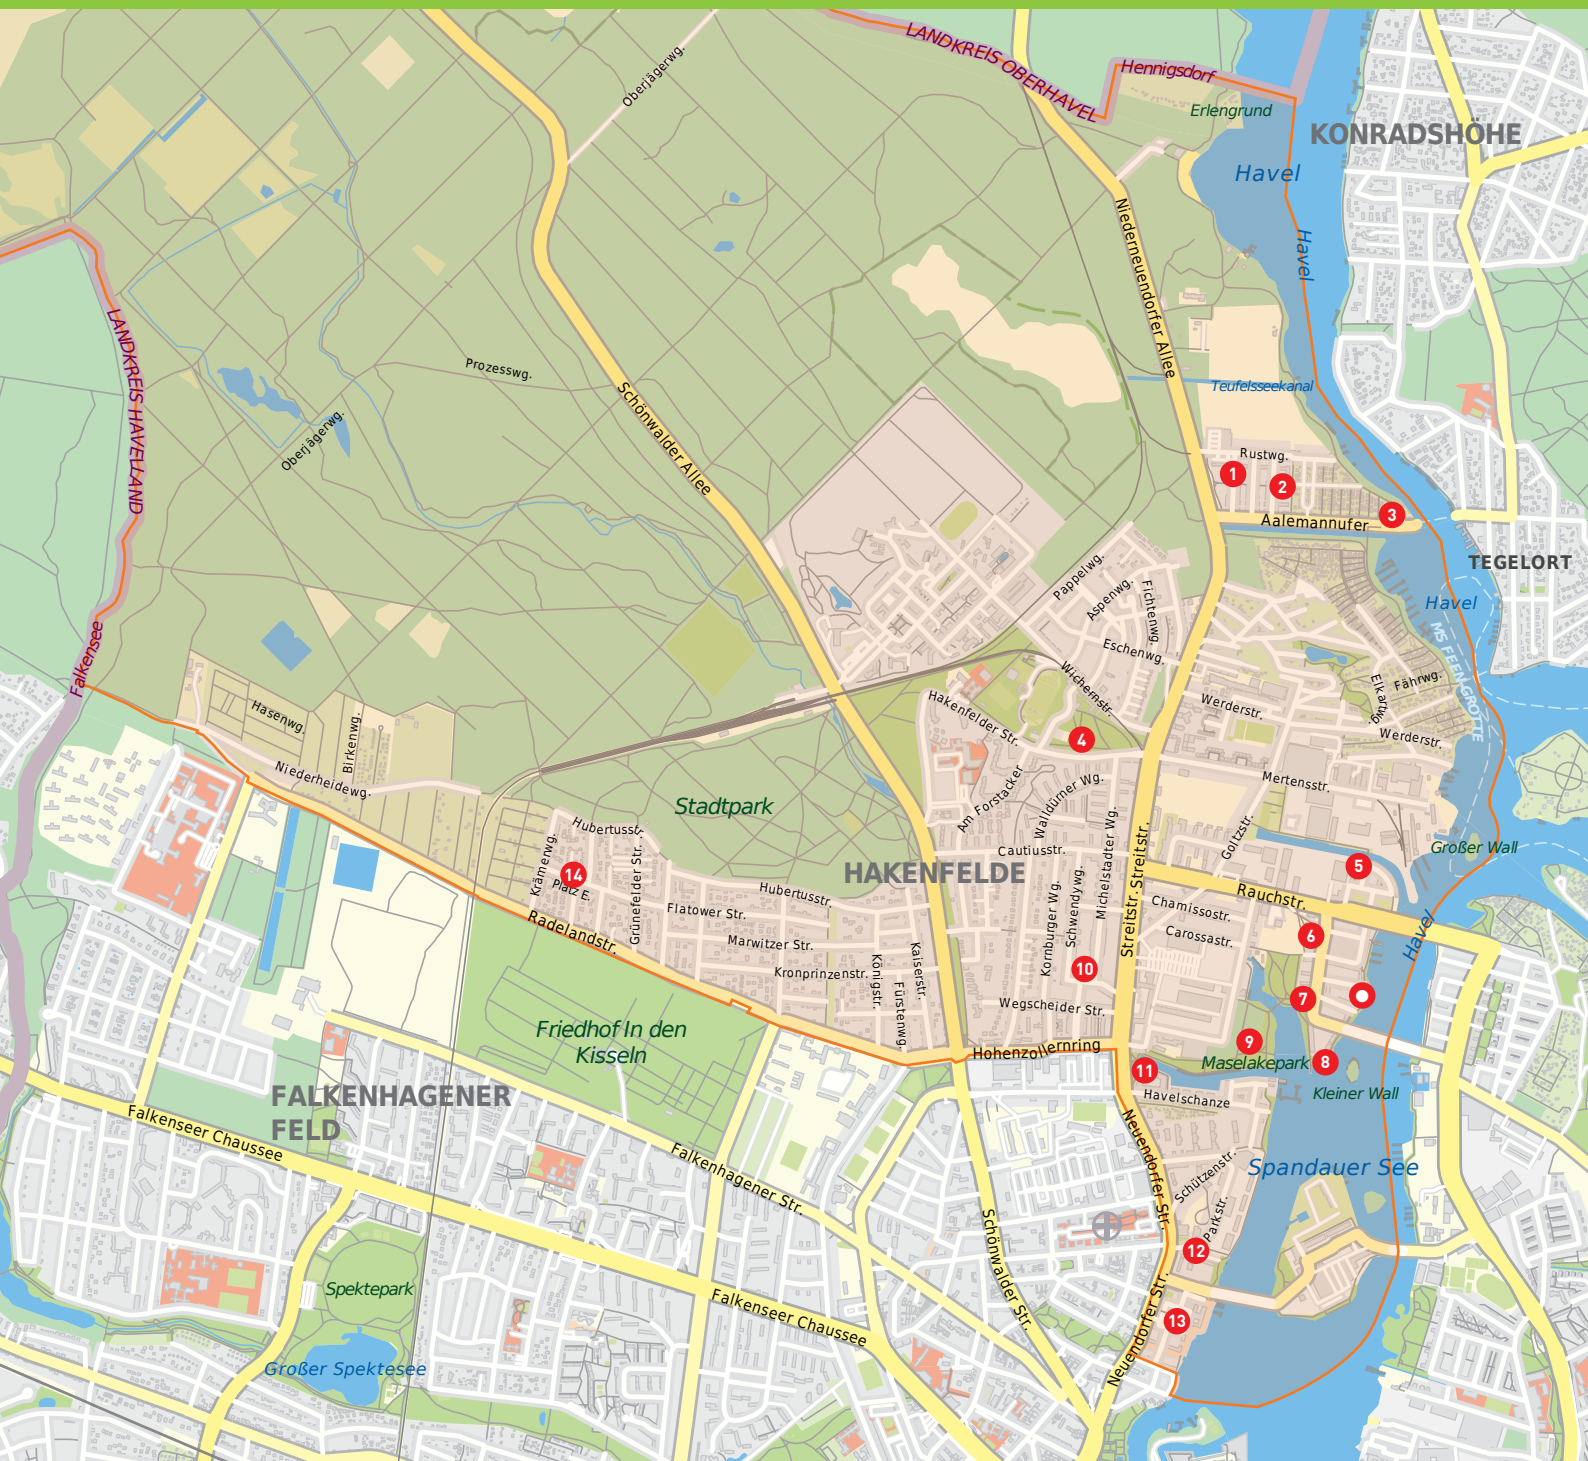 LANDKREIS OBERHAVEL
Hennigsdorf
Erlengrund
KONRADSHÖHE
Havel
Havel
Oberjägerwg.
Niederneuendorfer Allee
LANDKREIS HAVELLAND
Prozesswg.
Oberjägerwg.
Schönwalder Allee
Teufelsseekanal
Rustwg.
1
2
3
Aalemannufer
TEGELORT
Havel
MS FEENGROTTE
Pappelwg.
Aspenwg.
Fichtenwg.
Eschenwg.
Wichernstr.
Falkensee
Hakenfelder Str.
4
Werderstr.
Elkartwg.
Fährwg.
Werderstr.
Hasenwg.
Birkenwg.
Niederheidewg.
Mertensstr.
Am Forstacker
Walldürner Wg.
Stadtpark
Hubertusstr.
Cautiusstr.
Michelstadter Wg.
Streitstr.
Streitstr.
Goltzstr.
Großer Wall
5
HAKENFELDE
Krämerwg.
14
Platz E.
Grünefelder Str.
Hubertusstr.
Flatower Str.
Marwitzer Str.
Kronprinzenstr.
Königstr.
Fürstenwg.
Kaiserstr.
Kornburger Wg.
Schwendywg.
10
Wegscheider Str.
Rauchstr.
Chamissostr.
Carossastr.
6
Havel
7
Radelandstr.
Friedhof In den
Kisseln
Hohenzollernring
9
Maselakepark
8
11
Kleiner Wall
Havelschanze
FALKENHAGENER
FELD
Falkenseer Chaussee
Falkenhagener Str.
Neuendorfer Str.
Schützenstr.
Parkstr.
Spandauer See
12
Schönwalder Str.
Spektepark
Falkenseer Chaussee
Neuendorfer Str.
13
Großer Spektesee